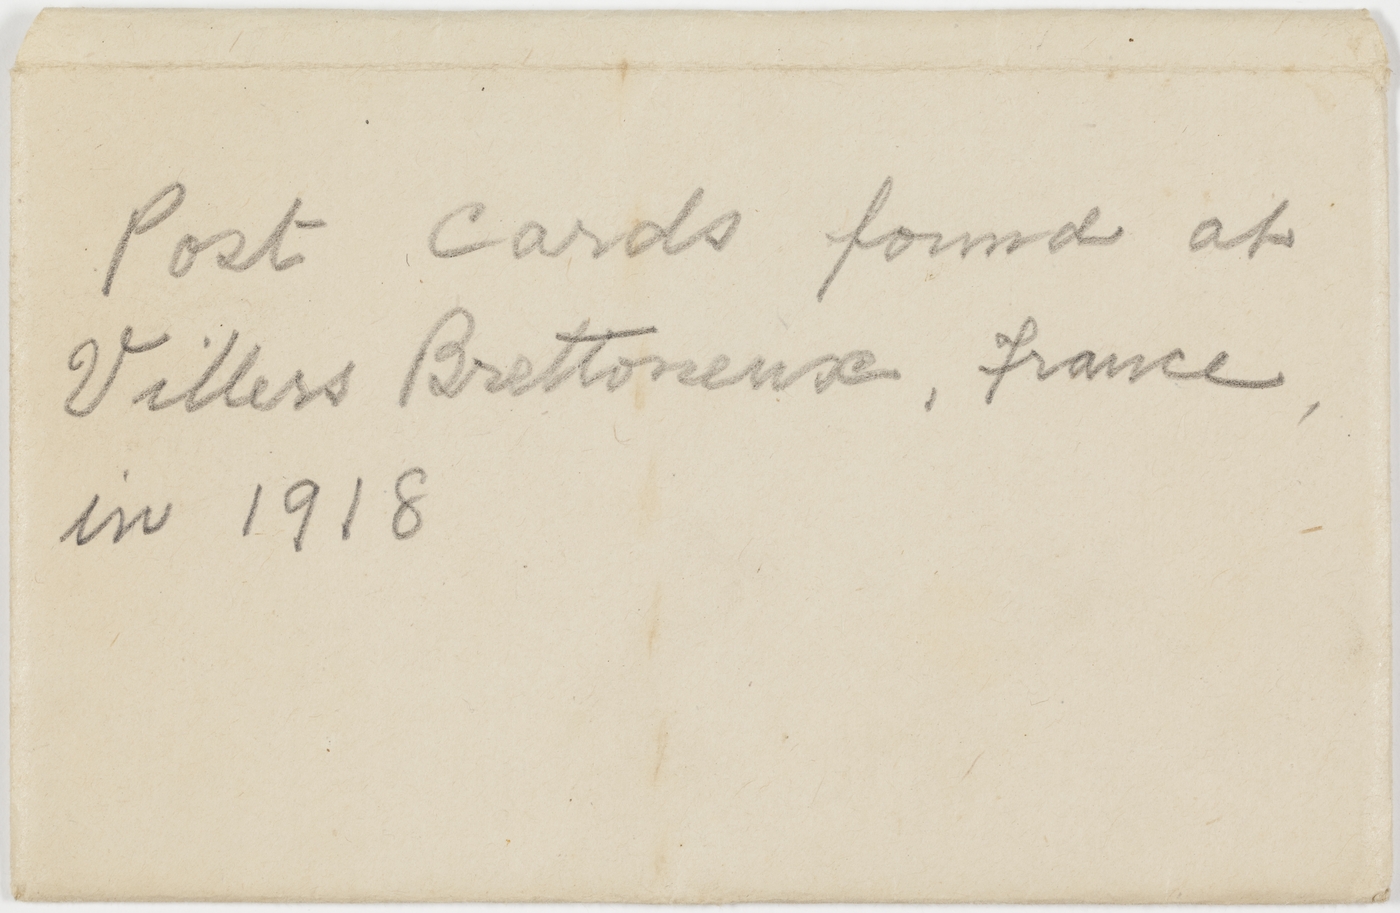 Post Cards found at
Villers Brettoneux, France,
in 1918